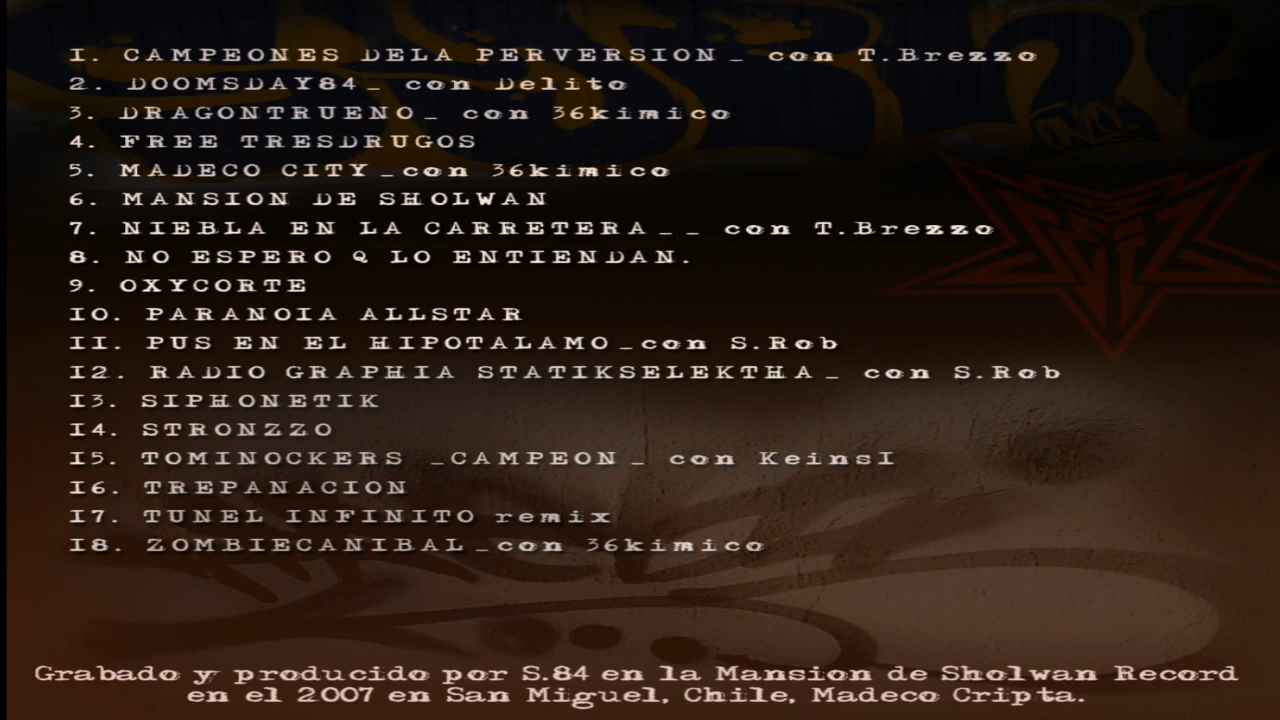 I. CAMPEONES DELA PERVERSION _ con T.Brezzo
2. DOOMSDAY84_ con Delito
3. DRAGONTRUENO_ con 36kimico
4. FREE TRESDRUGOS
5. MADECO CITY _con 36kimico
6. MANSION DE SHOLWAN
7. NIEBLA EN LA CARRETERA__ con T.Brezzo
8. NO ESPERO Q LO ENTIENDAN.
9. OXYCORTE
IO. PARANOIA ALLSTAR
II. PUS EN EL HIPOTALAMO_con S.Rob
I2. RADIO GRAPHIA STATIKSELEKTHA_ con S.Rob
I3. SIPHONETIK
I4. STRONZZO
I5. TOMINOCKERS _CAMPEON_ con KeinsI
I6. TREPANACION
I7. TUNEL INFINITO remix
I8. ZOMBIECANIBAL_con 36kimico
Grabado y producido por S.84 en la Mansion de Sholwan Record
en el 2007 en San Miguel, Chile, Madeco Cripta.